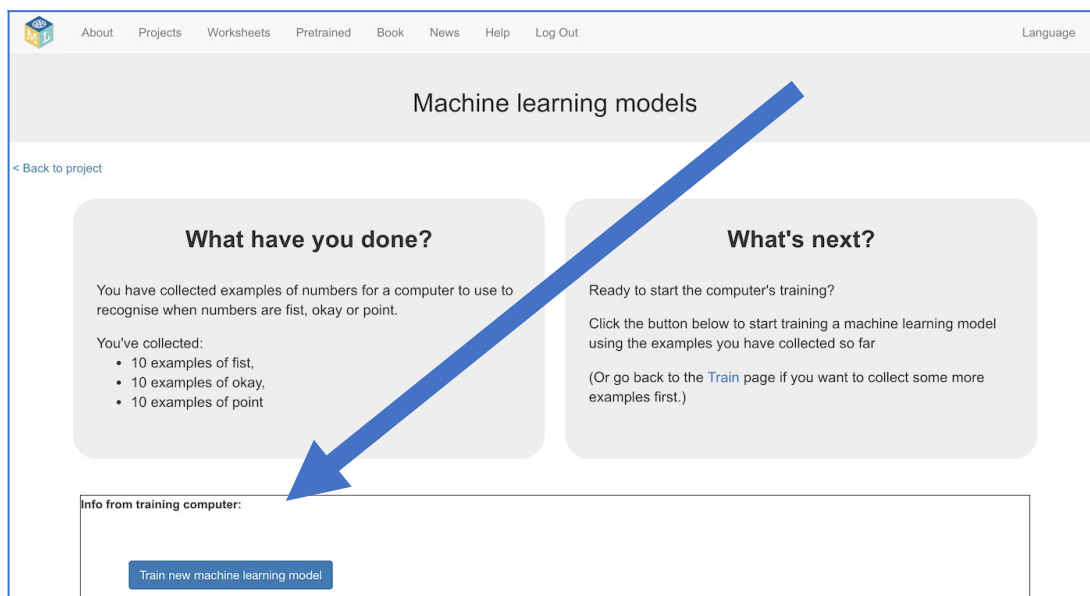 M L
About Projects Worksheets Pretrained Book News Help Log Out Language
Machine learning models
< Back to project
What have you done?
You have collected examples of numbers for a computer to use to
recognise when numbers are fist, okay or point.
You've collected:
• 10 examples of fist,
• 10 examples of okay,
• 10 examples of point
What's next?
Ready to start the computer's training?
Click the button below to start training a machine learning model
using the examples you have collected so far
(Or go back to the Train page if you want to collect some more
examples first.)
Info from training computer:
Train new machine learning model